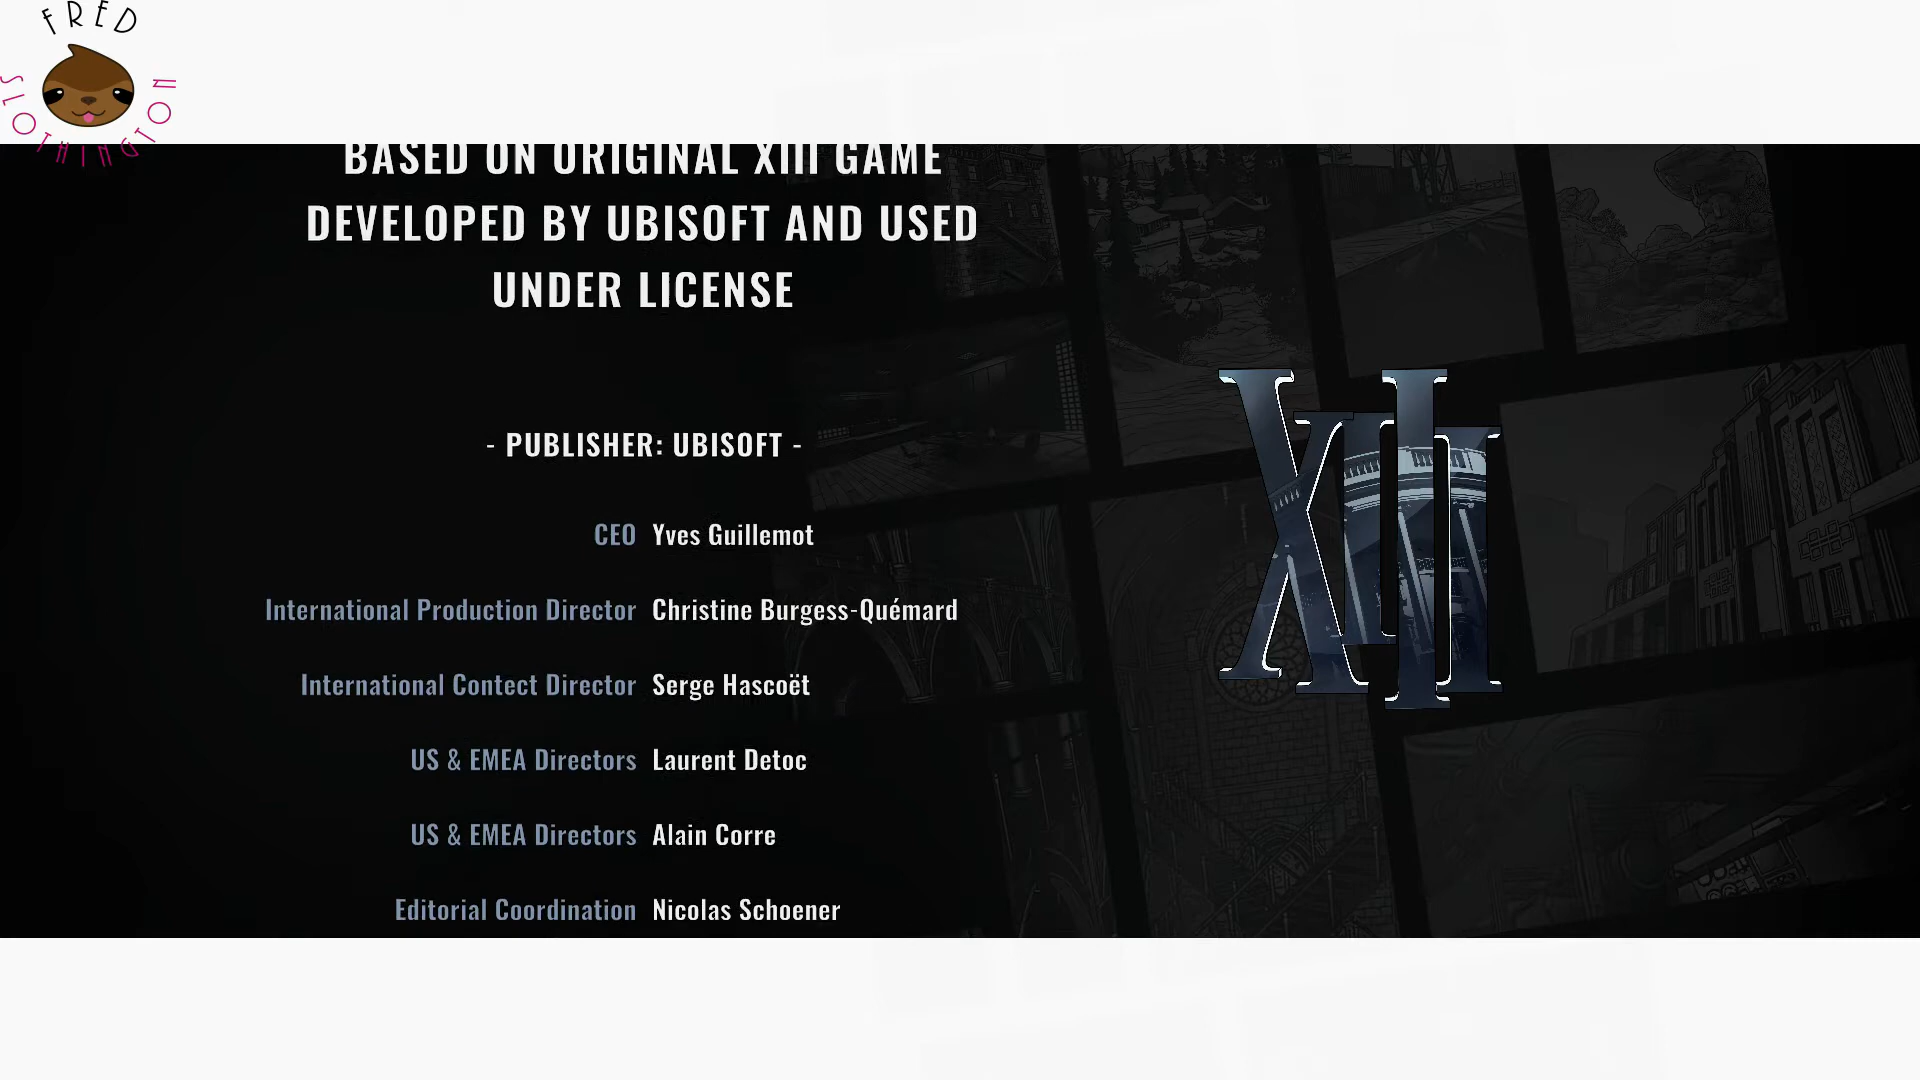 FRED
SLOTHINGTON
BASED ON ORIGINAL XIII GAME
DEVELOPED BY UBISOFT AND USED
UNDER LICENSE
- PUBLISHER: UBISOFT -
CEO Yves Guillemot
International Production Director Christine Burgess-Quémard
International Contect Director Serge Hascoët
US & EMEA Directors Laurent Detoc
US & EMEA Directors Alain Corre
Editorial Coordination Nicolas Schoener
XIII